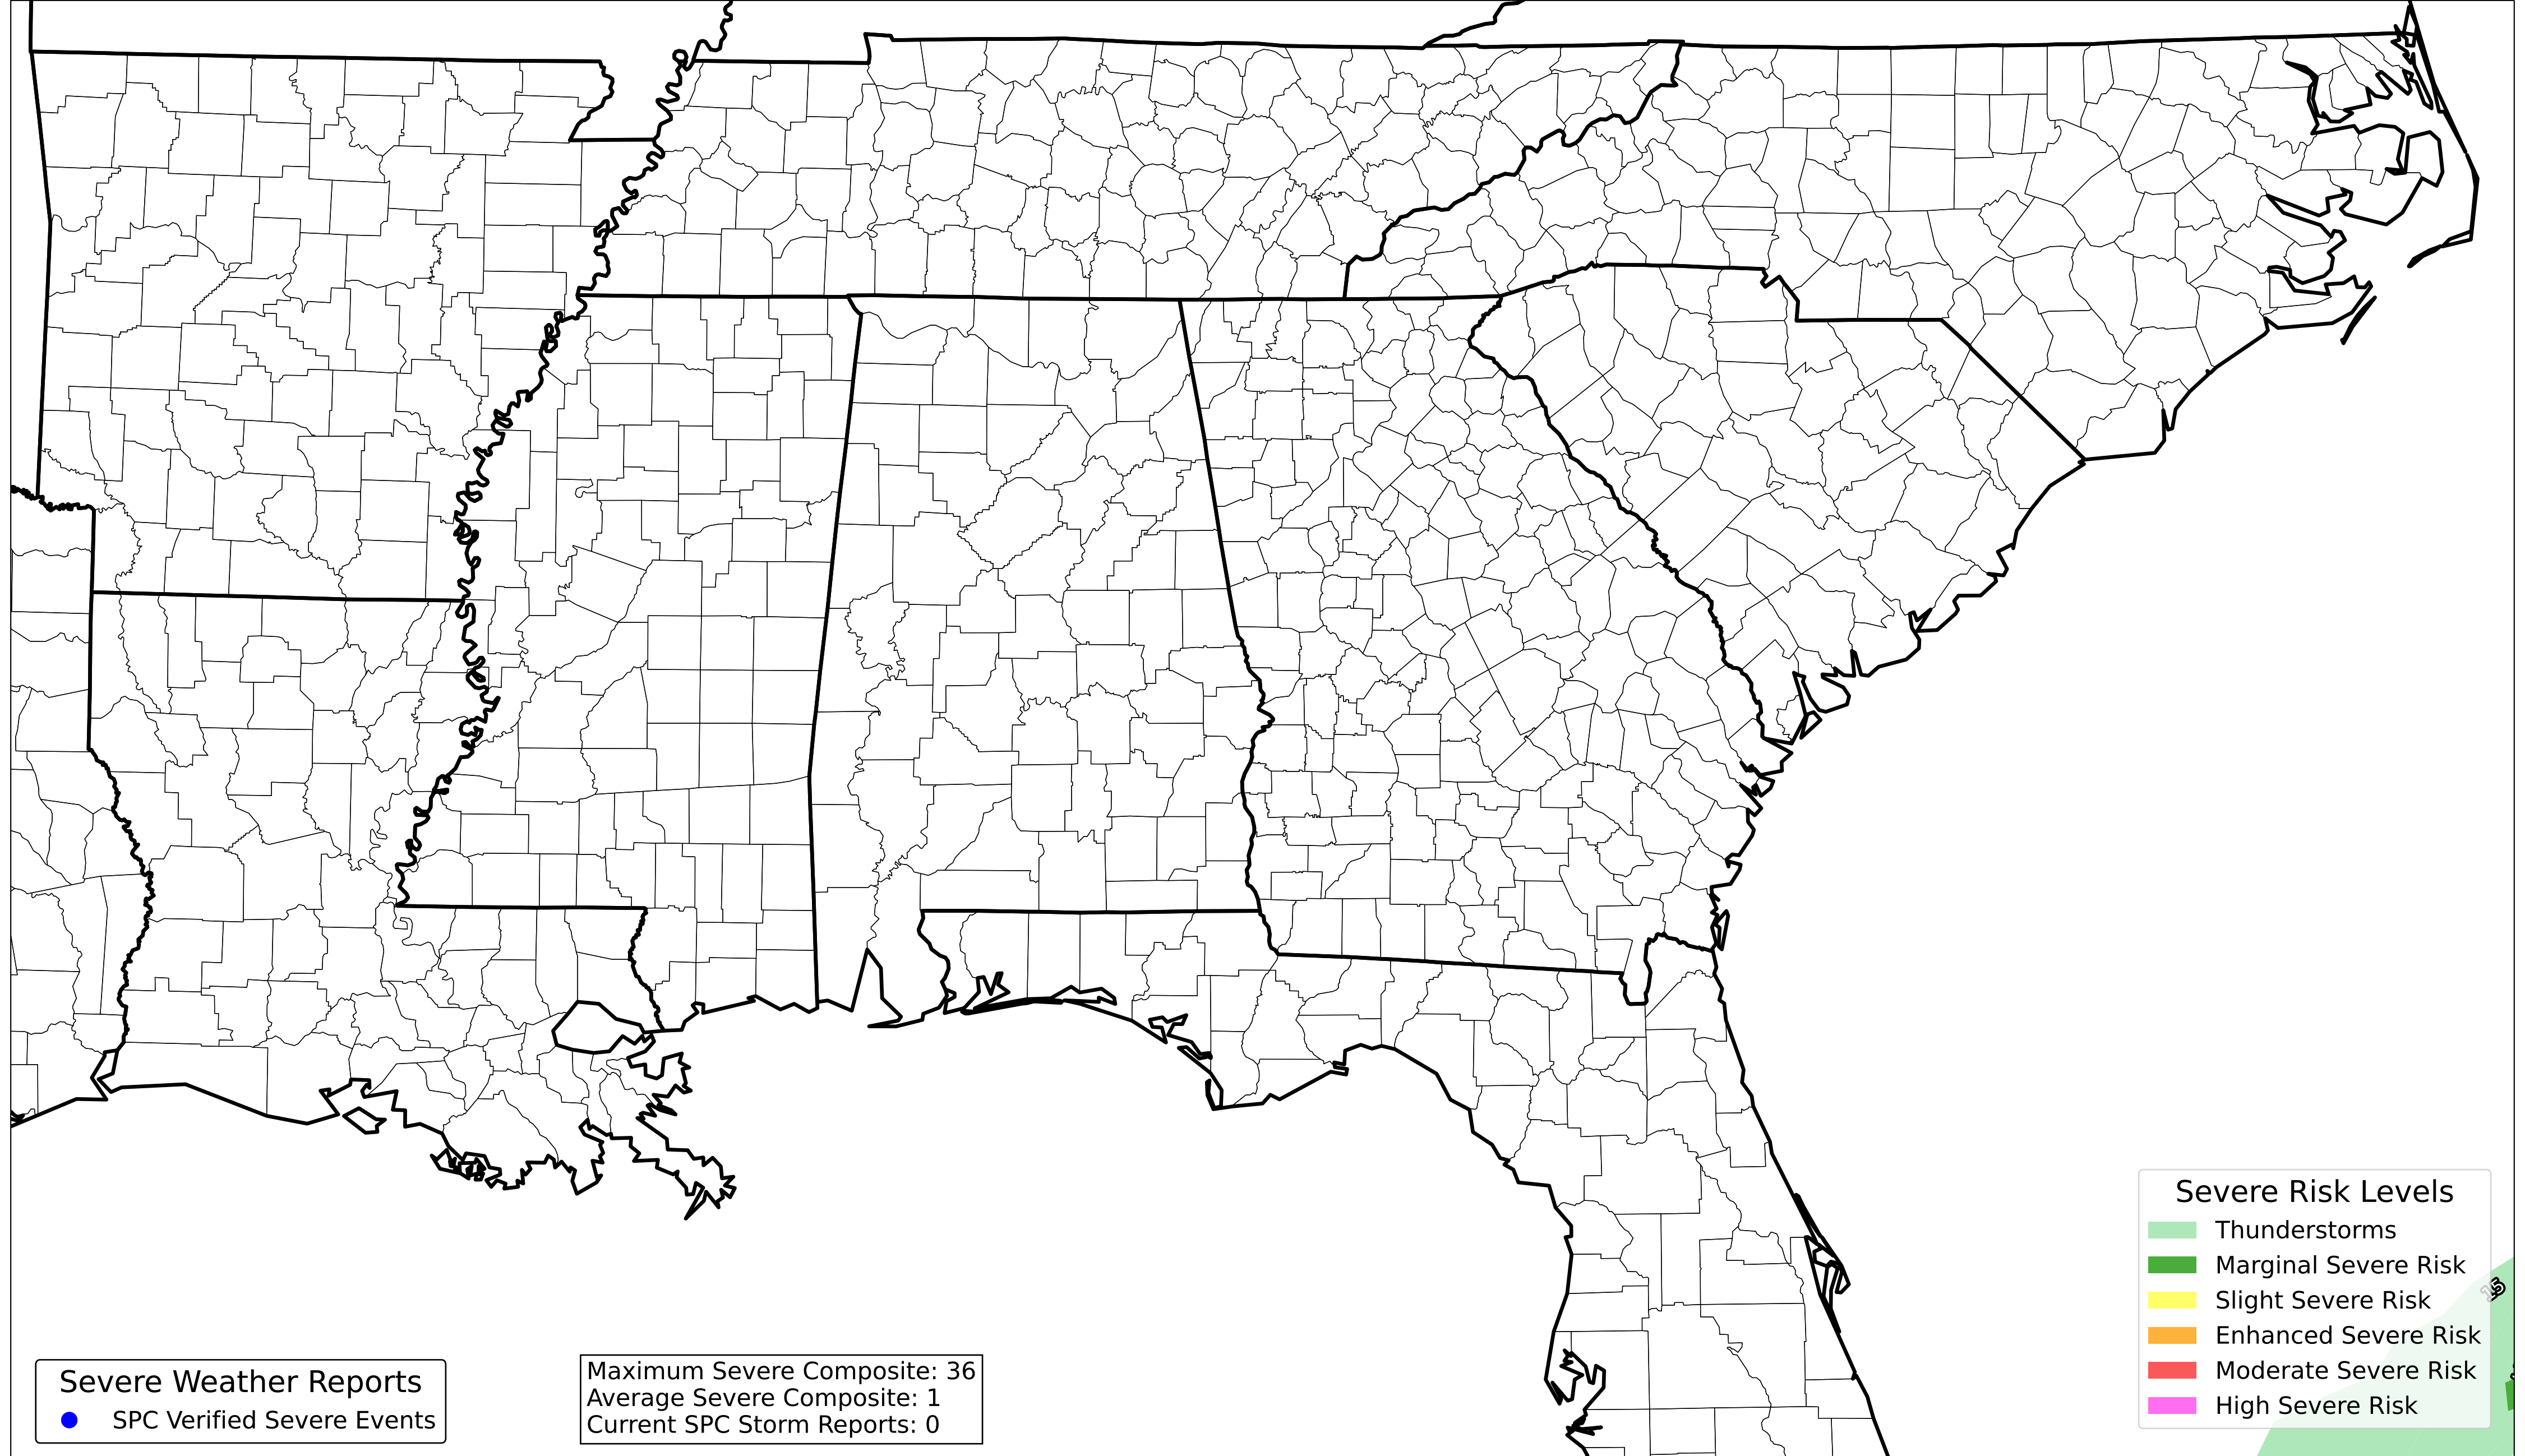 15
Severe Risk Levels
Thunderstorms
Marginal Severe Risk
Slight Severe Risk
Enhanced Severe Risk
Moderate Severe Risk
High Severe Risk
Severe Weather Reports
SPC Verified Severe Events
Maximum Severe Composite: 36
Average Severe Composite: 1
Current SPC Storm Reports: 0